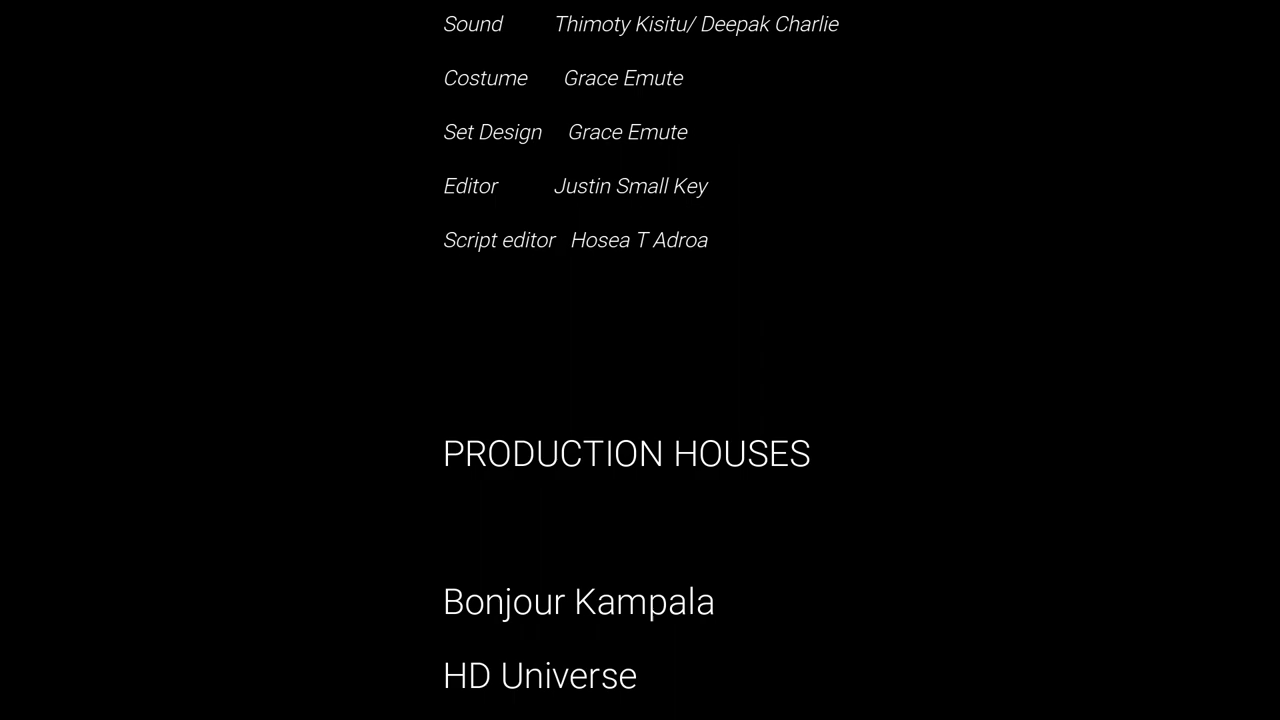 Sound Thimoty Kisitu/ Deepak Charlie
Costume Grace Emute
Set Design Grace Emute
Editor Justin Small Key
Script editor Hosea T Adroa
PRODUCTION HOUSES
Bonjour Kampala
HD Universe